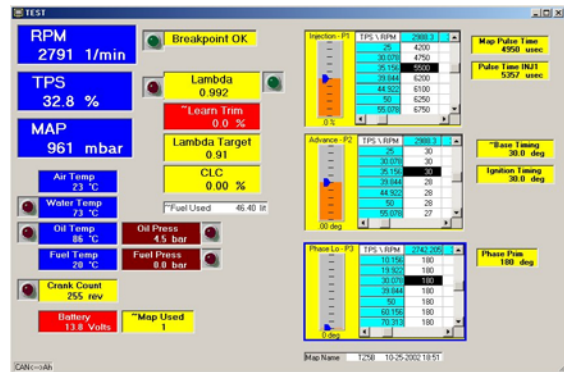 TEST
RPM
2791 1/min
Breakpoint OK
TPS
32.8 %
Lambda
0.992
~Learn Trim
0.0 %
MAP
961 mbar
Lambda Target
0.91
CLC
0.00 %
Air Temp
23 °C
Water Temp
73 °C
~Fuel Used 46.40 lit
Oil Temp
86 °C
Oil Press
4.5 bar
Fuel Temp
20 °C
Fuel Press
0.0 bar
Crank Count
255 rev
Battery
13.8 Volts
~Map Used
1
Injection - P1
.0 %
TPS \ RPM 2988.3
25 4200
30.078 4750
35.156 5500
39.844 6200
44.922 6100
50 6250
55.078 6750
Map Pulse Time
4950 usec
Pulse Time INJ1
5357 usec
Advance - P2
.00 deg
TPS \ RPM 2988.3
25 30
30.078 30
35.156 30
39.844 28
44.922 28
50 28
55.078 27
~Base Timing
30.0 deg
Ignition Timing
30.0 deg
Phase Lo - P3
0 deg
TPS \ RPM 2742.205
10.156 180
19.922 180
30.078 180
39.844 180
50 180
60.156 180
70.313 180
Phase Prim
180 deg
Map Name TZ5B 10-25-2002 18:51
CAN<-->Ah